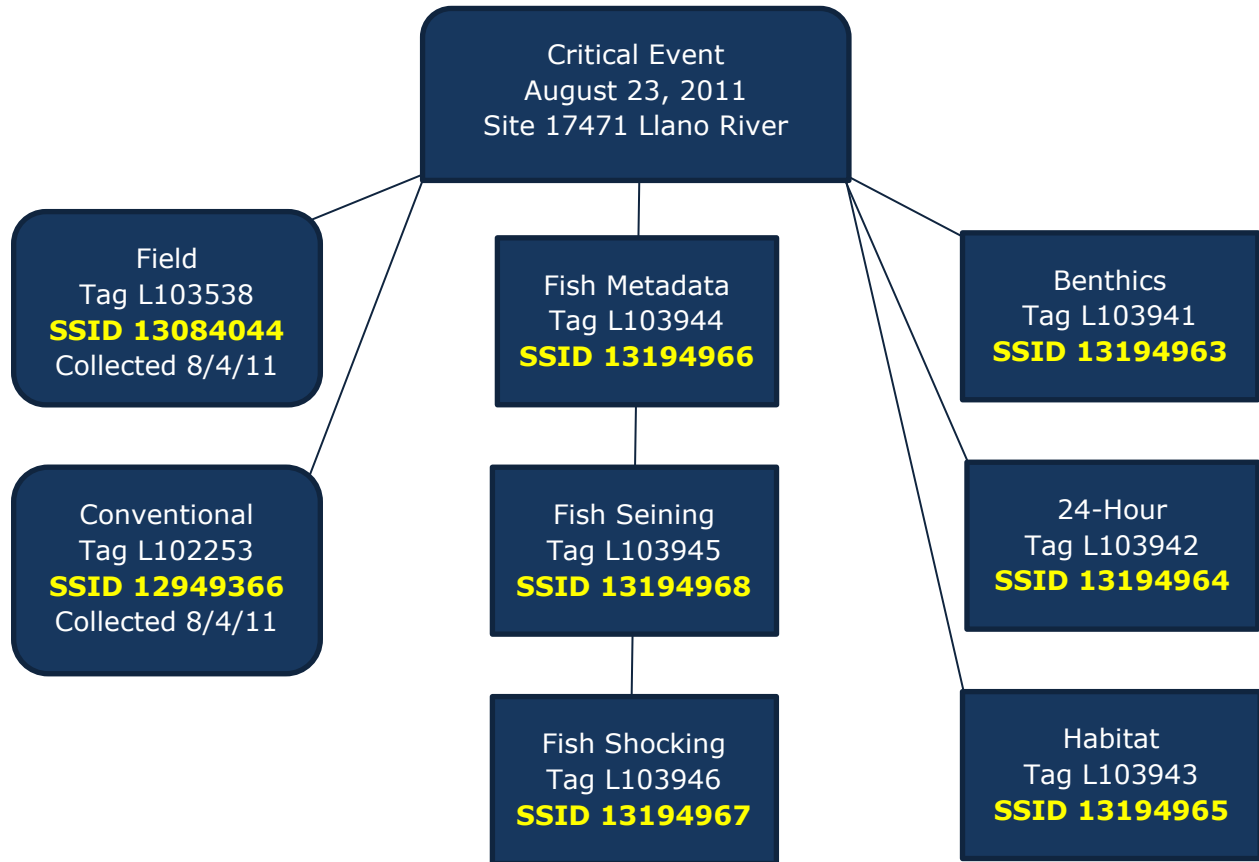 Critical Event
August 23, 2011
Site 17471 Llano River
Field
Tag L103538
SSID 13084044
Collected 8/4/11
Conventional
Tag L102253
SSID 12949366
Collected 8/4/11
Fish Metadata
Tag L103944
SSID 13194966
Fish Seining
Tag L103945
SSID 13194968
Fish Shocking
Tag L103946
SSID 13194967
Benthics
Tag L103941
SSID 13194963
24-Hour
Tag L103942
SSID 13194964
Habitat
Tag L103943
SSID 13194965